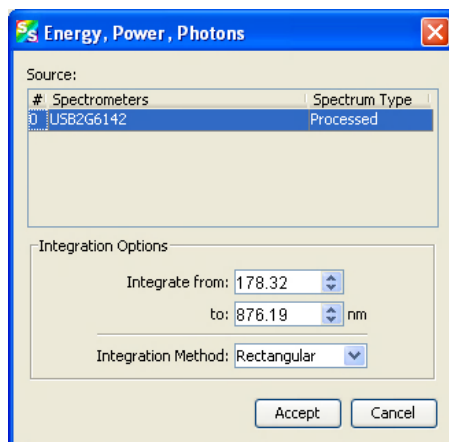 Energy, Power, Photons
Source:
# Spectrometers Spectrum Type
0 USB2G6142 Processed
Integration Options
Integrate from: 178.32
to: 876.19 nm
Integration Method: Rectangular
Accept Cancel